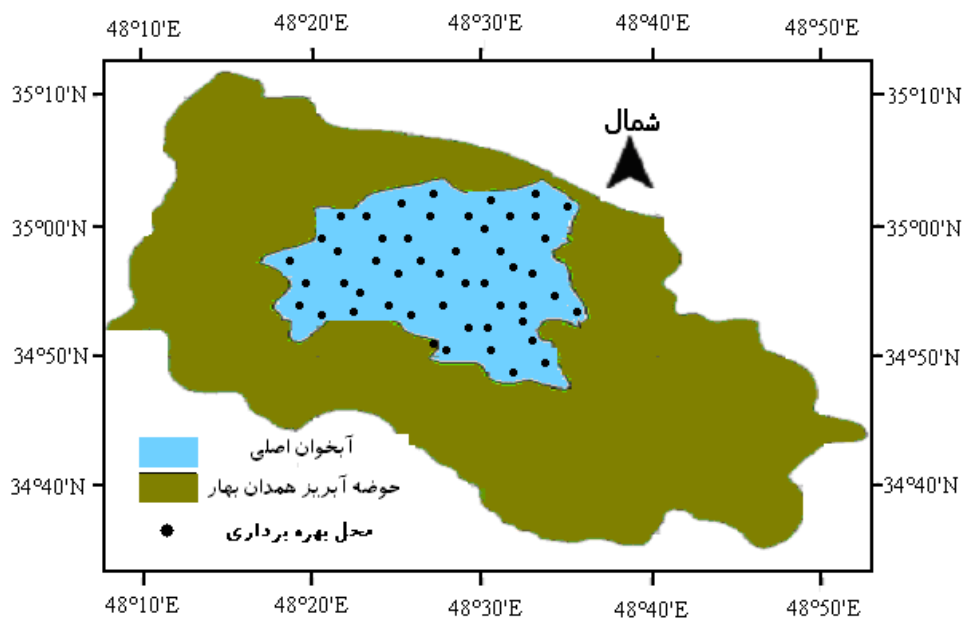 48°10'E 48°20'E 48°30'E 48°40'E 48°50'E
35°10'N 35°10'N
شمال
35°00'N 35°00'N
34°50'N 34°50'N
آبخوان اصلی
حوضه آبریز همدان بهار
34°40'N 34°40'N
محل بهره برداری
48°10'E 48°20'E 48°30'E 48°40'E 48°50'E